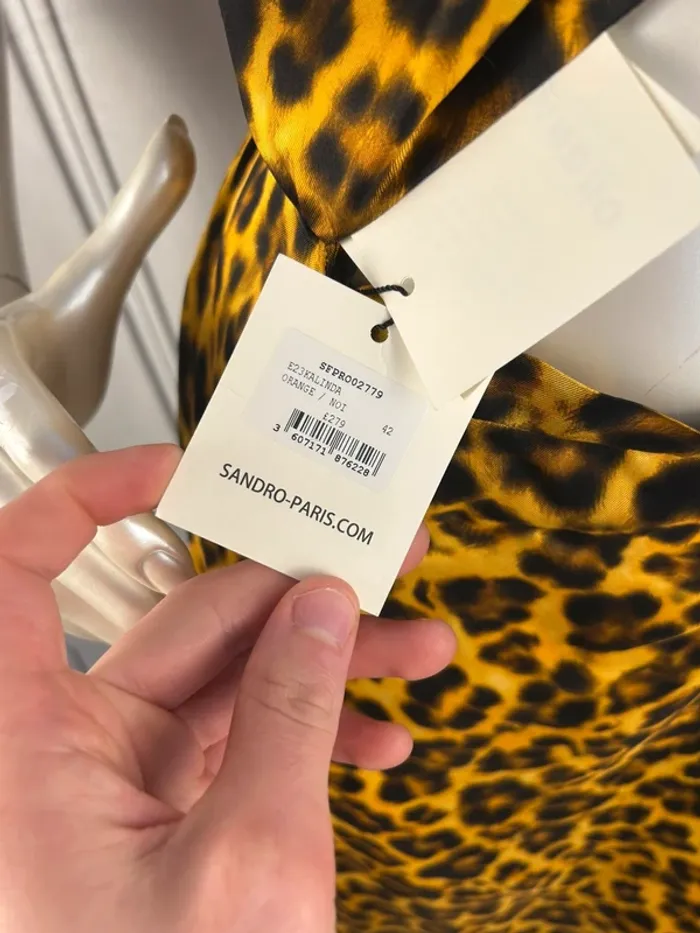 SFPRO02779
E23KALINDA
ORANGE / NOI
£279 42
3 607171 876228
SANDRO-PARIS.COM